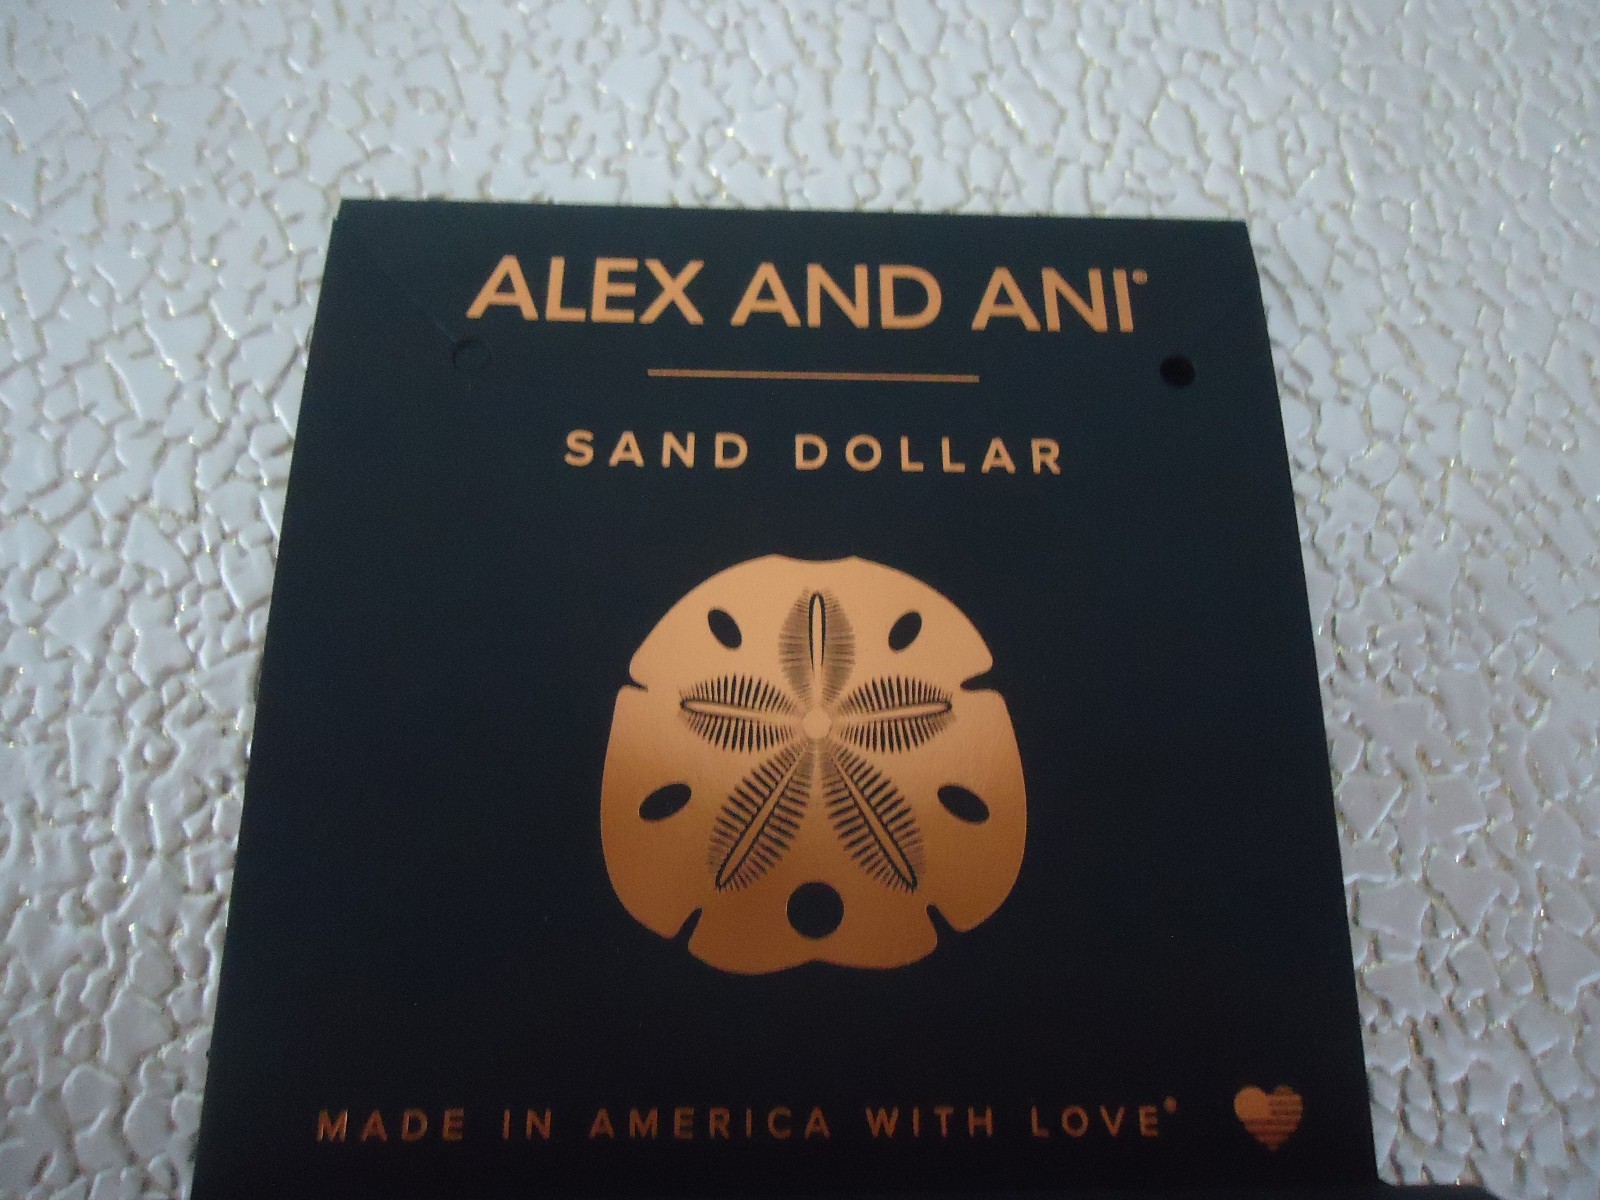 ALEX AND ANI®
SAND DOLLAR
MADE IN AMERICA WITH LOVE®